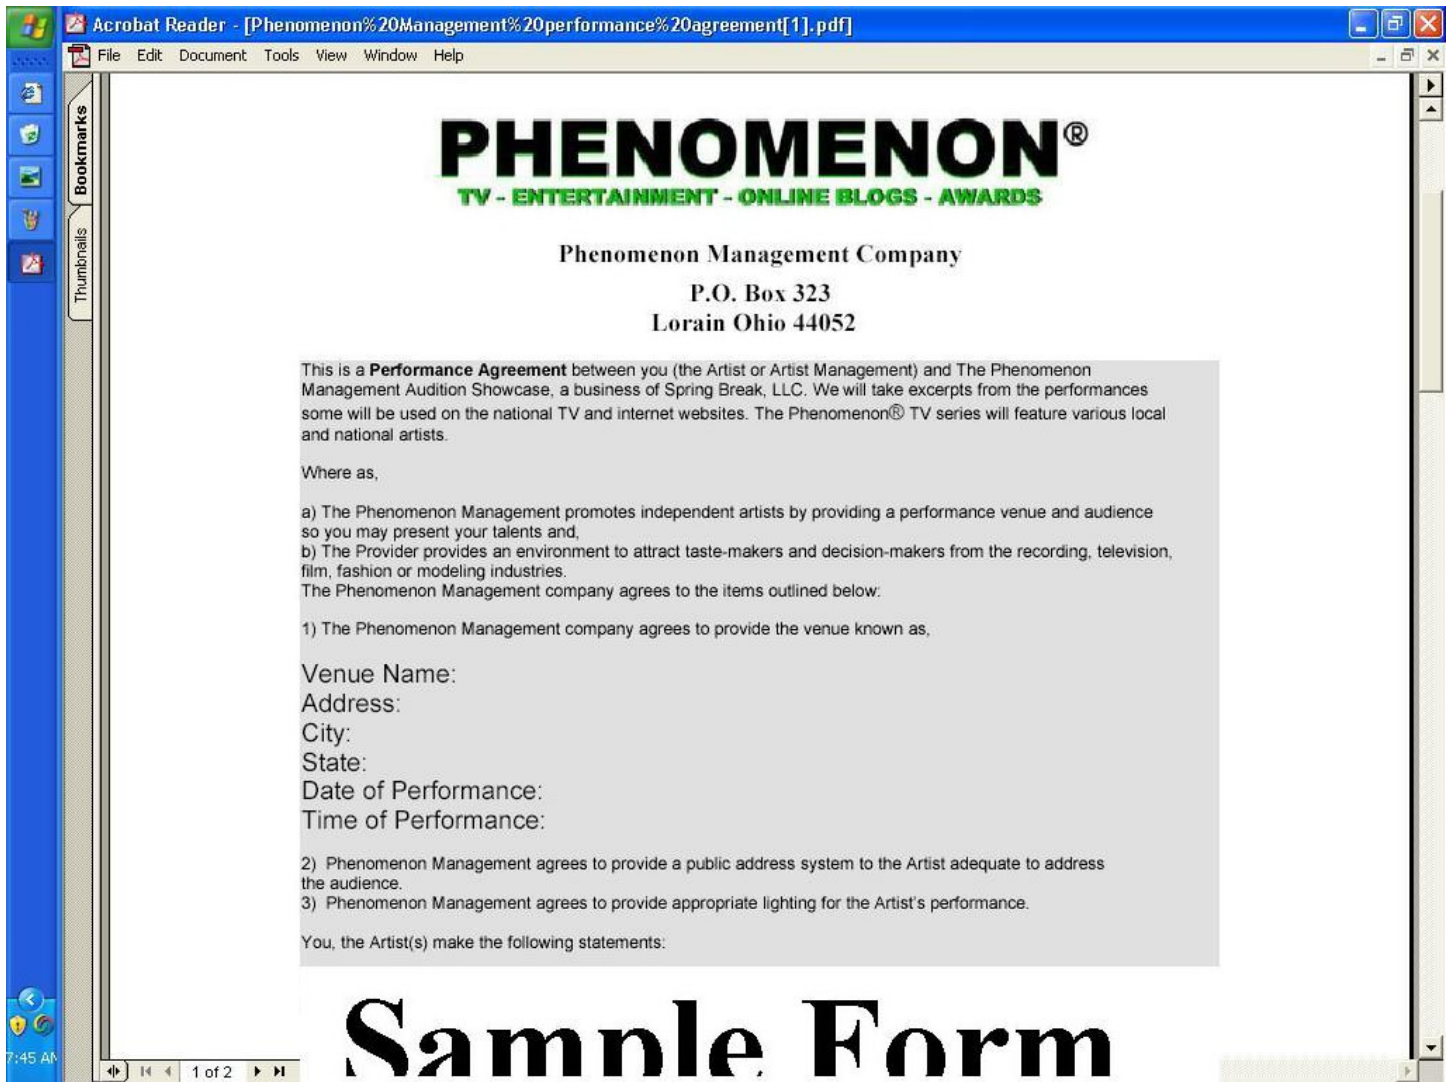 Acrobat Reader - [Phenomenon%20Management%20performance%20agreement[1].pdf]
File Edit Document Tools View Window Help
Bookmarks
Thumbnails
PHENOMENON®
TV - ENTERTAINMENT - ONLINE BLOGS - AWARDS
Phenomenon Management Company
P.O. Box 323
Lorain Ohio 44052
This is a Performance Agreement between you (the Artist or Artist Management) and The Phenomenon
Management Audition Showcase, a business of Spring Break, LLC. We will take excerpts from the performances
some will be used on the national TV and internet websites. The Phenomenon® TV series will feature various local
and national artists.
Where as,
a) The Phenomenon Management promotes independent artists by providing a performance venue and audience
so you may present your talents and,
b) The Provider provides an environment to attract taste-makers and decision-makers from the recording, television,
film, fashion or modeling industries.
The Phenomenon Management company agrees to the items outlined below:
1) The Phenomenon Management company agrees to provide the venue known as,
Venue Name:
Address:
City:
State:
Date of Performance:
Time of Performance:
2) Phenomenon Management agrees to provide a public address system to the Artist adequate to address
the audience.
3) Phenomenon Management agrees to provide appropriate lighting for the Artist's performance.
You, the Artist(s) make the following statements:
Sample Form
7:45 AM
1 of 2